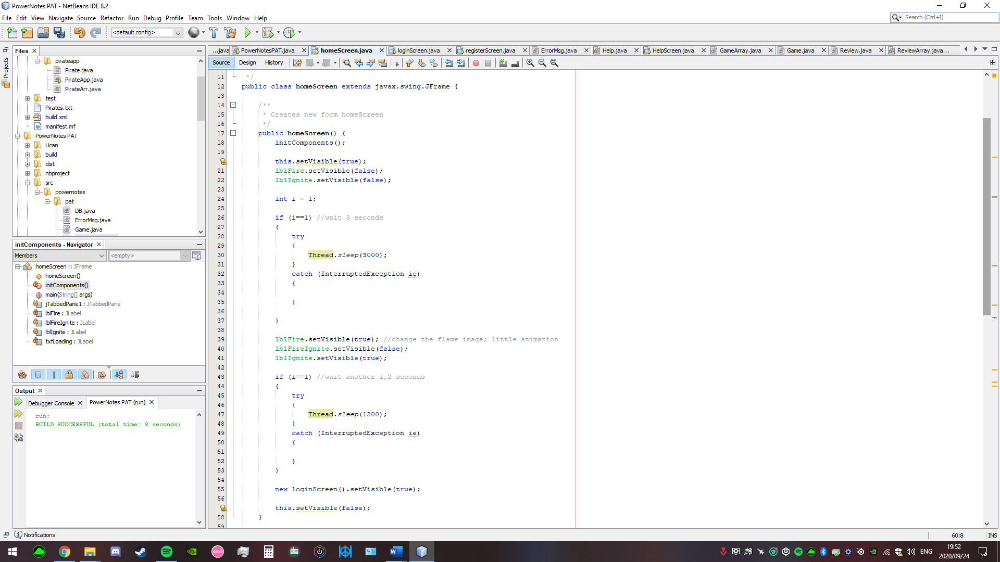 PowerNotes PAT - NetBeans IDE 8.2
File Edit View Navigate Source Refactor Run Debug Profile Team Tools Window Help
Search (Ctrl+I)
<default config>
Files
Projects
pirateapp
Pirate.java
PirateApp.java
PirateArr.java
test
Pirates.txt
build.xml
manifest.mf
PowerNotes PAT
Ucan
build
dist
nbproject
src
powernotes
pat
DB.java
ErrorMsg.java
Game.java
initComponents - Navigator
Members
<empty>
homeScreen :: JFrame
homeScreen()
initComponents()
main(String[] args)
jTabbedPane1 : JTabbedPane
lblFire : JLabel
lblFireIgnite : JLabel
lblIgnite : JLabel
txfLoading : JLabel
Output
Debugger Console
PowerNotes PAT (run)
run:
BUILD SUCCESSFUL (total time: 8 seconds)
...java PowerNotesPAT.java homeScreen.java loginScreen.java registerScreen.java ErrorMsg.java Help.java HelpScreen.java GameArray.java Game.java Review.java ReviewArray.java...
Source Design History
11 */
12 public class homeScreen extends javax.swing.JFrame {
13
14 /**
15 * Creates new form homeScreen
16 */
17 public homeScreen() {
18 initComponents();
19
this.setVisible(true);
21 lblFire.setVisible(false);
22 lblIgnite.setVisible(false);
23
24 int i = 1;
25
26 if (i==1) //wait 3 seconds
27 {
28 try
29 {
30 Thread.sleep(3000);
31 }
32 catch (InterruptedException ie)
33 {
34
35 }
36
37 }
38
39 lblFire.setVisible(true); //change the flame image; little animation
40 lblFireIgnite.setVisible(false);
41 lblIgnite.setVisible(true);
42
43 if (i==1) //wait another 1,2 seconds
44 {
45 try
46 {
47 Thread.sleep(1200);
48 }
49 catch (InterruptedException ie)
50 {
51
52 }
53 }
54
55 new loginScreen().setVisible(true);
56
this.setVisible(false);
58 }
59
Notifications
60:8
INS
osu!
ENG
19:52
2020/09/24